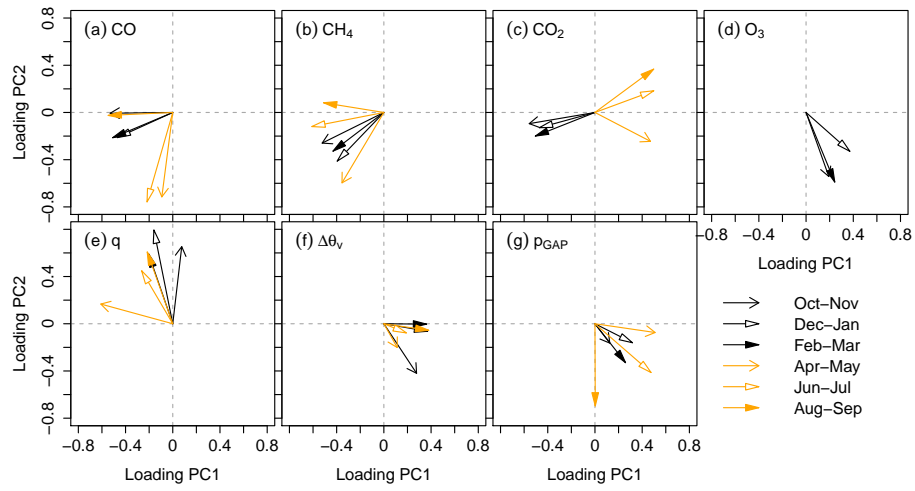 (a) CO
(b) CH4
(c) CO2
(d) O3
Loading PC2
0.8
0.4
0
−0.4
−0.8
−0.8 −0.4 0 0.4 0.8
Loading PC1
(e) q
(f) Δθv
(g) pGAP
Loading PC2
0.4
0
−0.4
−0.8
Oct−Nov
Dec−Jan
Feb−Mar
Apr−May
Jun−Jul
Aug−Sep
−0.8 −0.4 0 0.4 0.8
−0.8 −0.4 0 0.4 0.8
−0.8 −0.4 0 0.4 0.8
Loading PC1
Loading PC1
Loading PC1